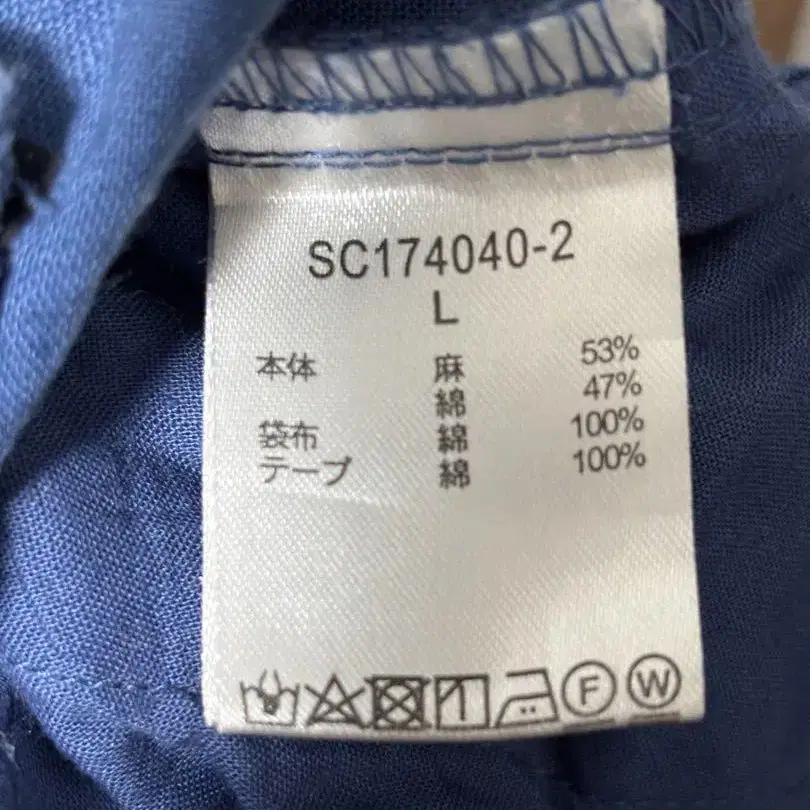 SC174040-2
L
本体 麻 53%
綿 47%
袋布 綿 100%
テープ 綿 100%
F W